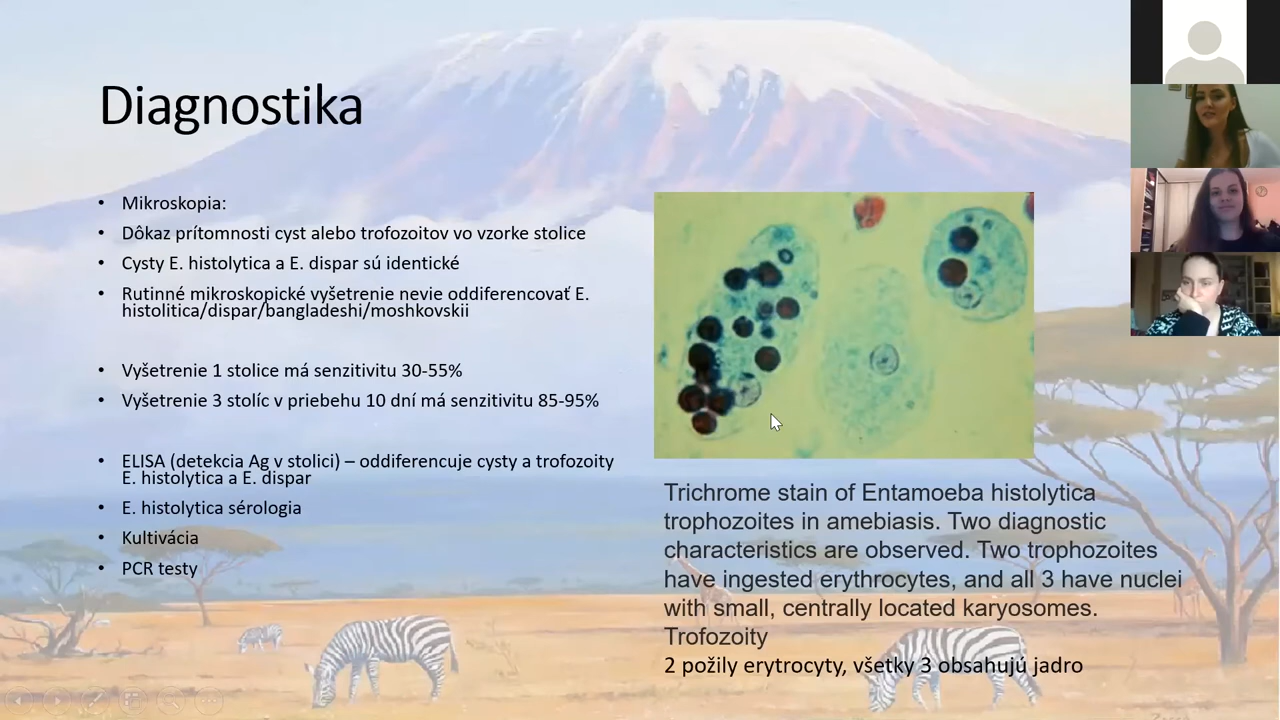 Diagnostika
• Mikroskopia:
• Dôkaz prítomnosti cyst alebo trofozoitov vo vzorke stolice
• Cysty E. histolytica a E. dispar sú identické
• Rutinné mikroskopické vyšetrenie nevie oddiferencovať E.
histolitica/dispar/bangladeshi/moshkovskii
• Vyšetrenie 1 stolice má senzitivitu 30-55%
• Vyšetrenie 3 stolíc v priebehu 10 dní má senzitivitu 85-95%
• ELISA (detekcia Ag v stolici) – oddiferencuje cysty a trofozoity
E. histolytica a E. dispar
• E. histolytica sérologia
• Kultivácia
• PCR testy
Trichrome stain of Entamoeba histolytica
trophozoites in amebiasis. Two diagnostic
characteristics are observed. Two trophozoites
have ingested erythrocytes, and all 3 have nuclei
with small, centrally located karyosomes.
Trofozoity
2 požily erytrocyty, všetky 3 obsahujú jadro